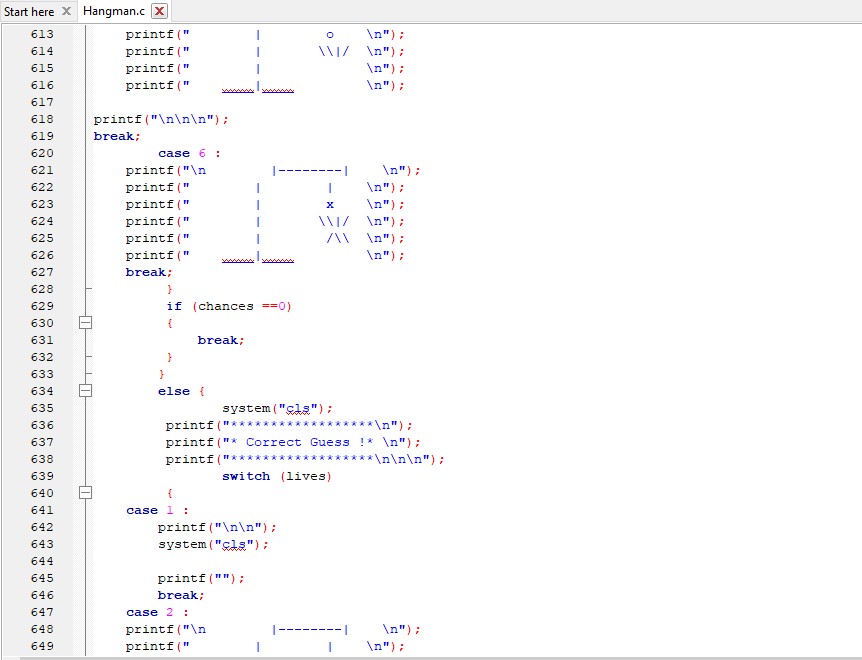 Start here X Hangman.c X
613 printf("        |        o    \n");
614 printf("        |       \\|/  \n");
615 printf("        |             \n");
616 printf("    ____|____         \n");
617
618 printf("\n\n\n");
619 break;
620 case 6 :
621 printf("\n        |--------|    \n");
622 printf("        |        |    \n");
623 printf("        |        x    \n");
624 printf("        |       \\|/  \n");
625 printf("        |        /\\  \n");
626 printf("    ____|____         \n");
627 break;
628 }
629 if (chances ==0)
630 {
631 break;
632 }
633 }
634 else {
635 system("cls");
636 printf("******************\n");
637 printf("* Correct Guess !* \n");
638 printf("******************\n\n\n");
639 switch (lives)
640 {
641 case 1 :
642 printf("\n\n");
643 system("cls");
644
645 printf("");
646 break;
647 case 2 :
648 printf("\n        |--------|    \n");
649 printf("        |        |    \n");